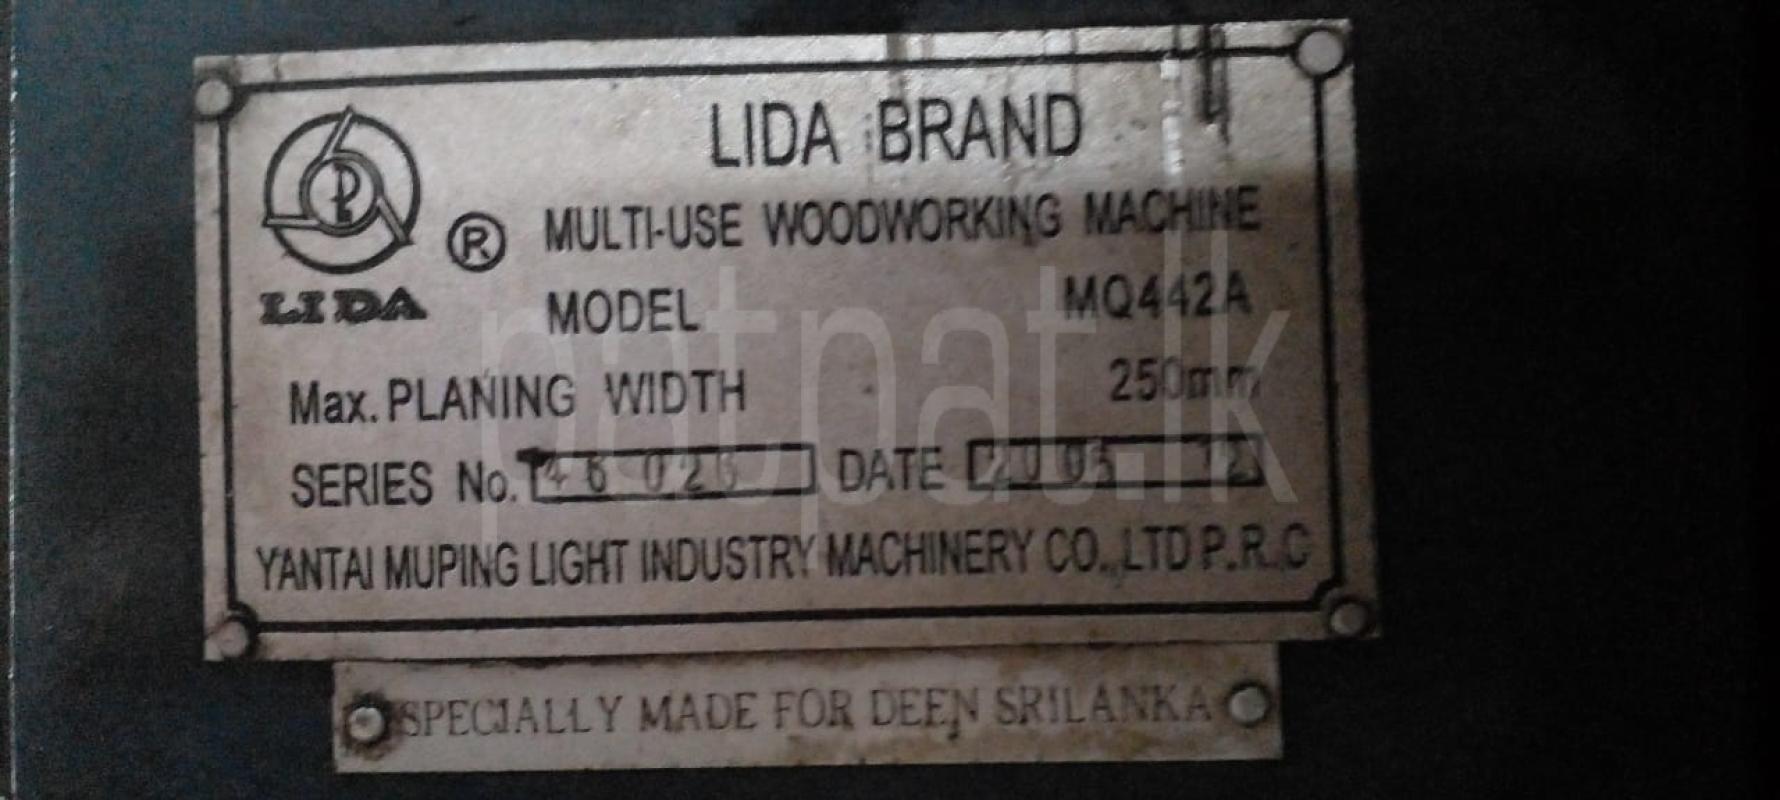 LIDA BRAND
LIDA ® MULTI-USE WOODWORKING MACHINE
MODEL MQ442A
Max. PLANING WIDTH 250mm
SERIES No. DATE
YANTAI MUPING LIGHT INDUSTRY MACHINERY CO.,LTD P.R.C
SPECIALLY MADE FOR DEEN SRILANKA
patpat.lk